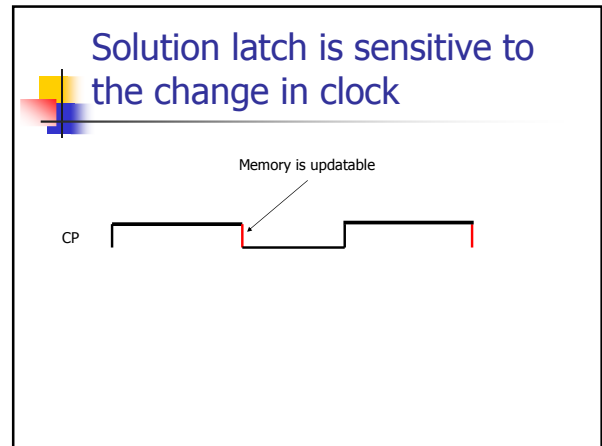 Solution latch is sensitive to
the change in clock
Memory is updatable
CP